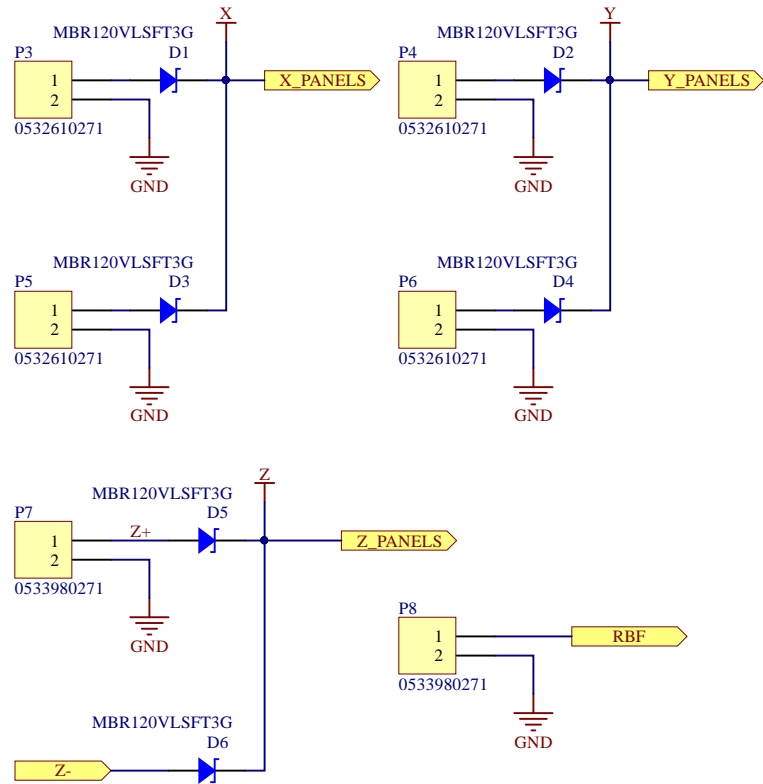 X
MBR120VLSFT3G
P3
D1
1
2
X_PANELS
0532610271
GND
MBR120VLSFT3G
P5
D3
1
2
0532610271
GND
Y
MBR120VLSFT3G
P4
D2
1
2
Y_PANELS
0532610271
GND
MBR120VLSFT3G
P6
D4
1
2
0532610271
GND
Z
MBR120VLSFT3G
P7
D5
Z+
1
2
Z_PANELS
0533980271
GND
MBR120VLSFT3G
D6
Z-
P8
1
2
RBF
0533980271
GND